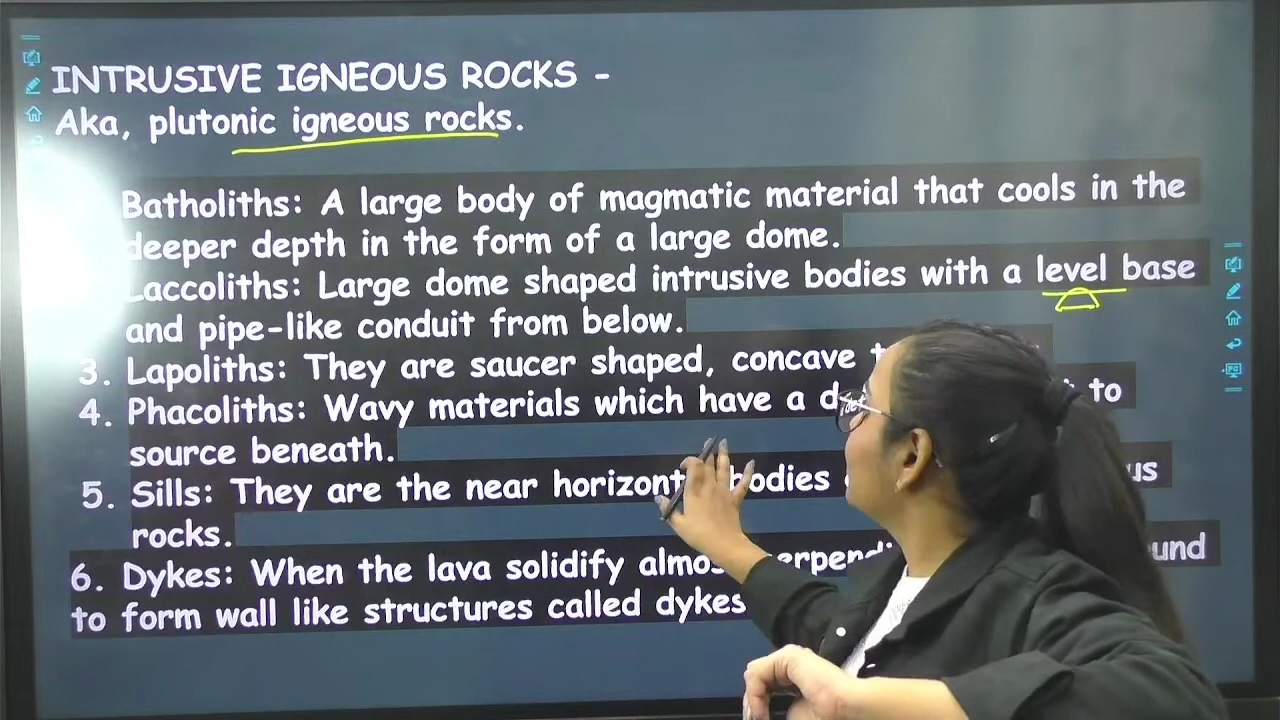 INTRUSIVE IGNEOUS ROCKS -
Aka, plutonic igneous rocks.
Batholiths: A large body of magmatic material that cools in the
deeper depth in the form of a large dome.
Laccoliths: Large dome shaped intrusive bodies with a level base
and pipe-like conduit from below.
3. Lapoliths: They are saucer shaped, concave
4. Phacoliths: Wavy materials which have a to
source beneath.
5. Sills: They are the near horizontal bodies
rocks.
6. Dykes: When the lava solidify almost
to form wall like structures called dykes